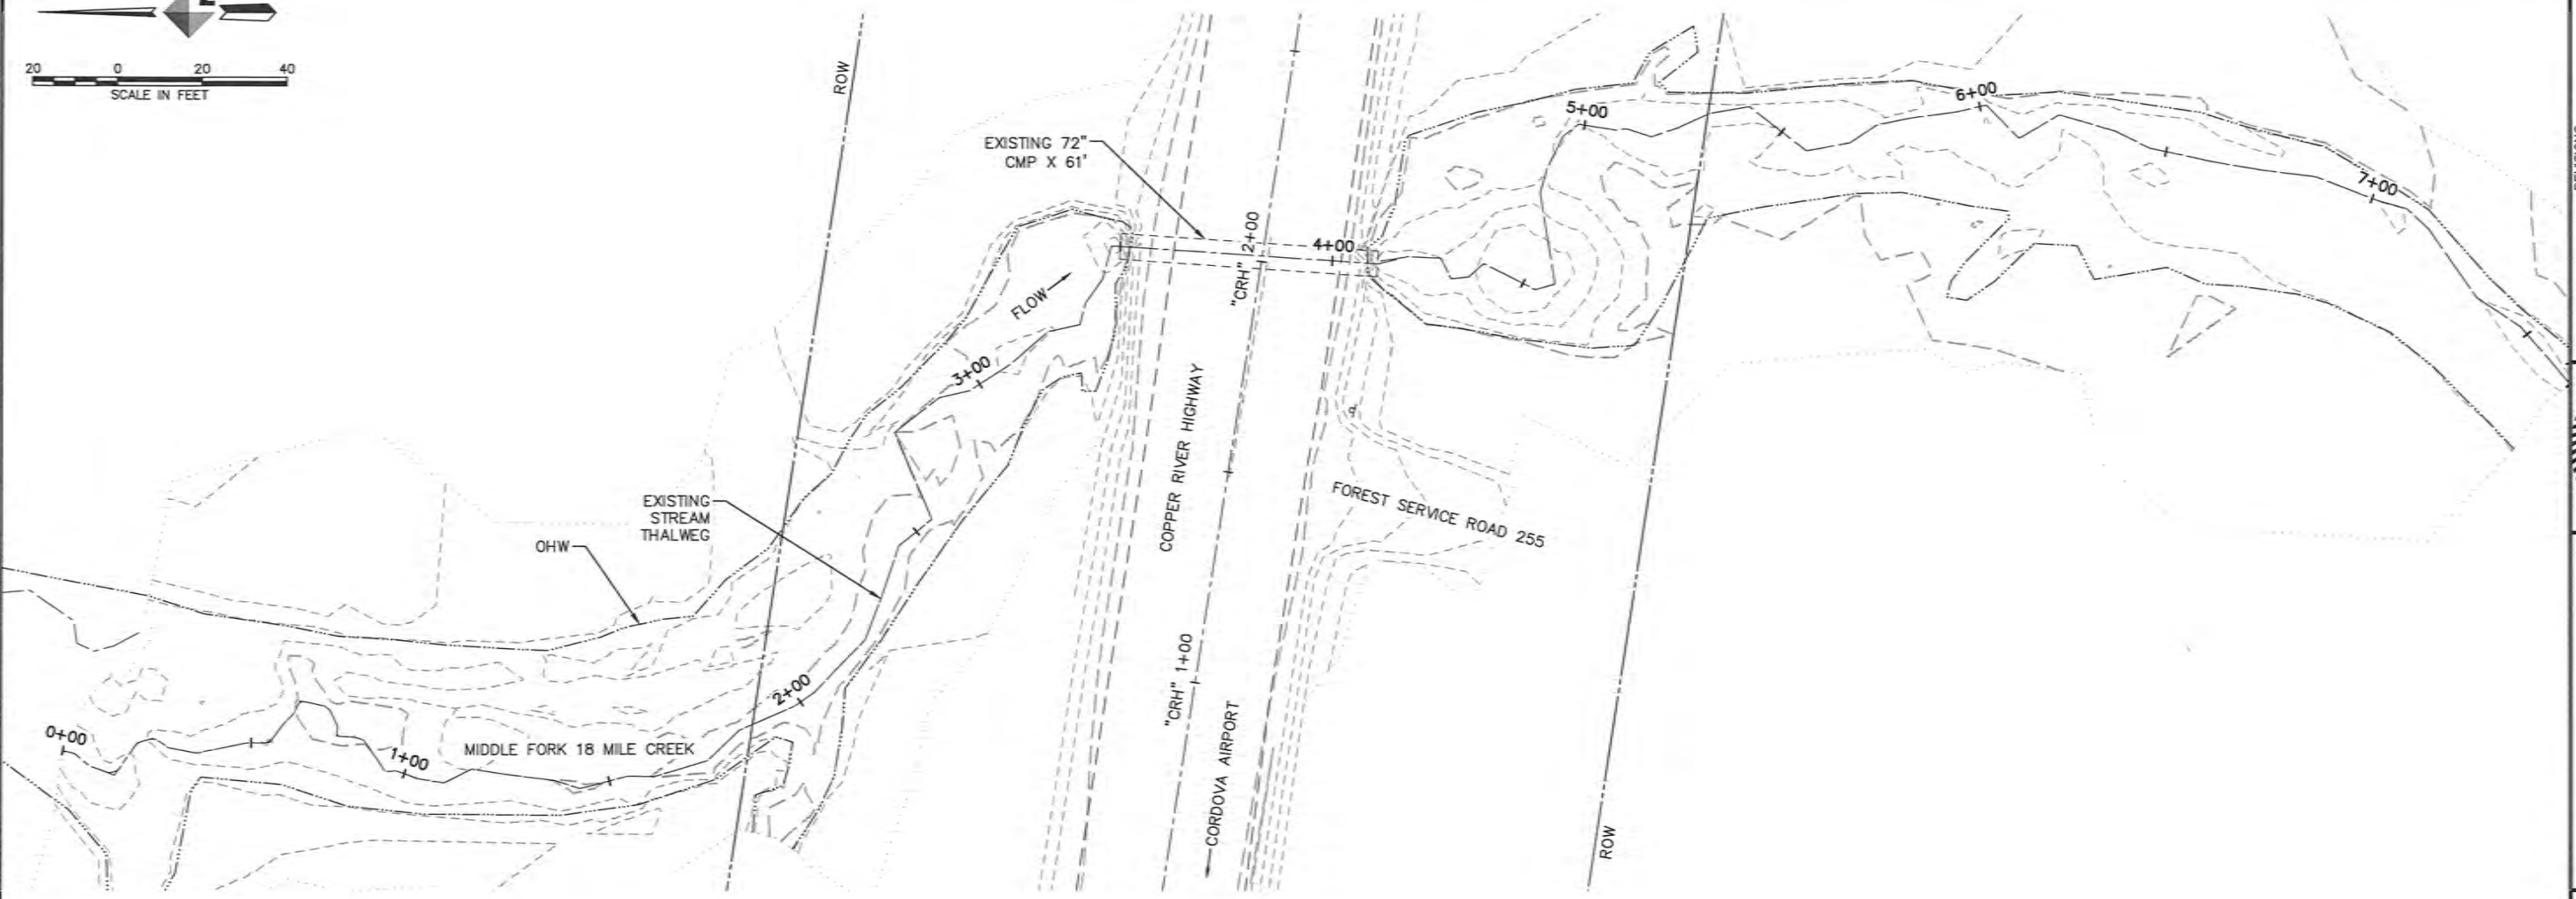 20 0 20 40
SCALE IN FEET
ROW
EXISTING 72"
CMP X 61'
5+00
6+00
7+00
"CRH" 2+00
4+00
FLOW
3+00
COPPER RIVER HIGHWAY
EXISTING
STREAM
THALWEG
OHW
FOREST SERVICE ROAD 255
2+00
"CRH" 1+00
0+00
1+00
MIDDLE FORK 18 MILE CREEK
CORDOVA AIRPORT
ROW